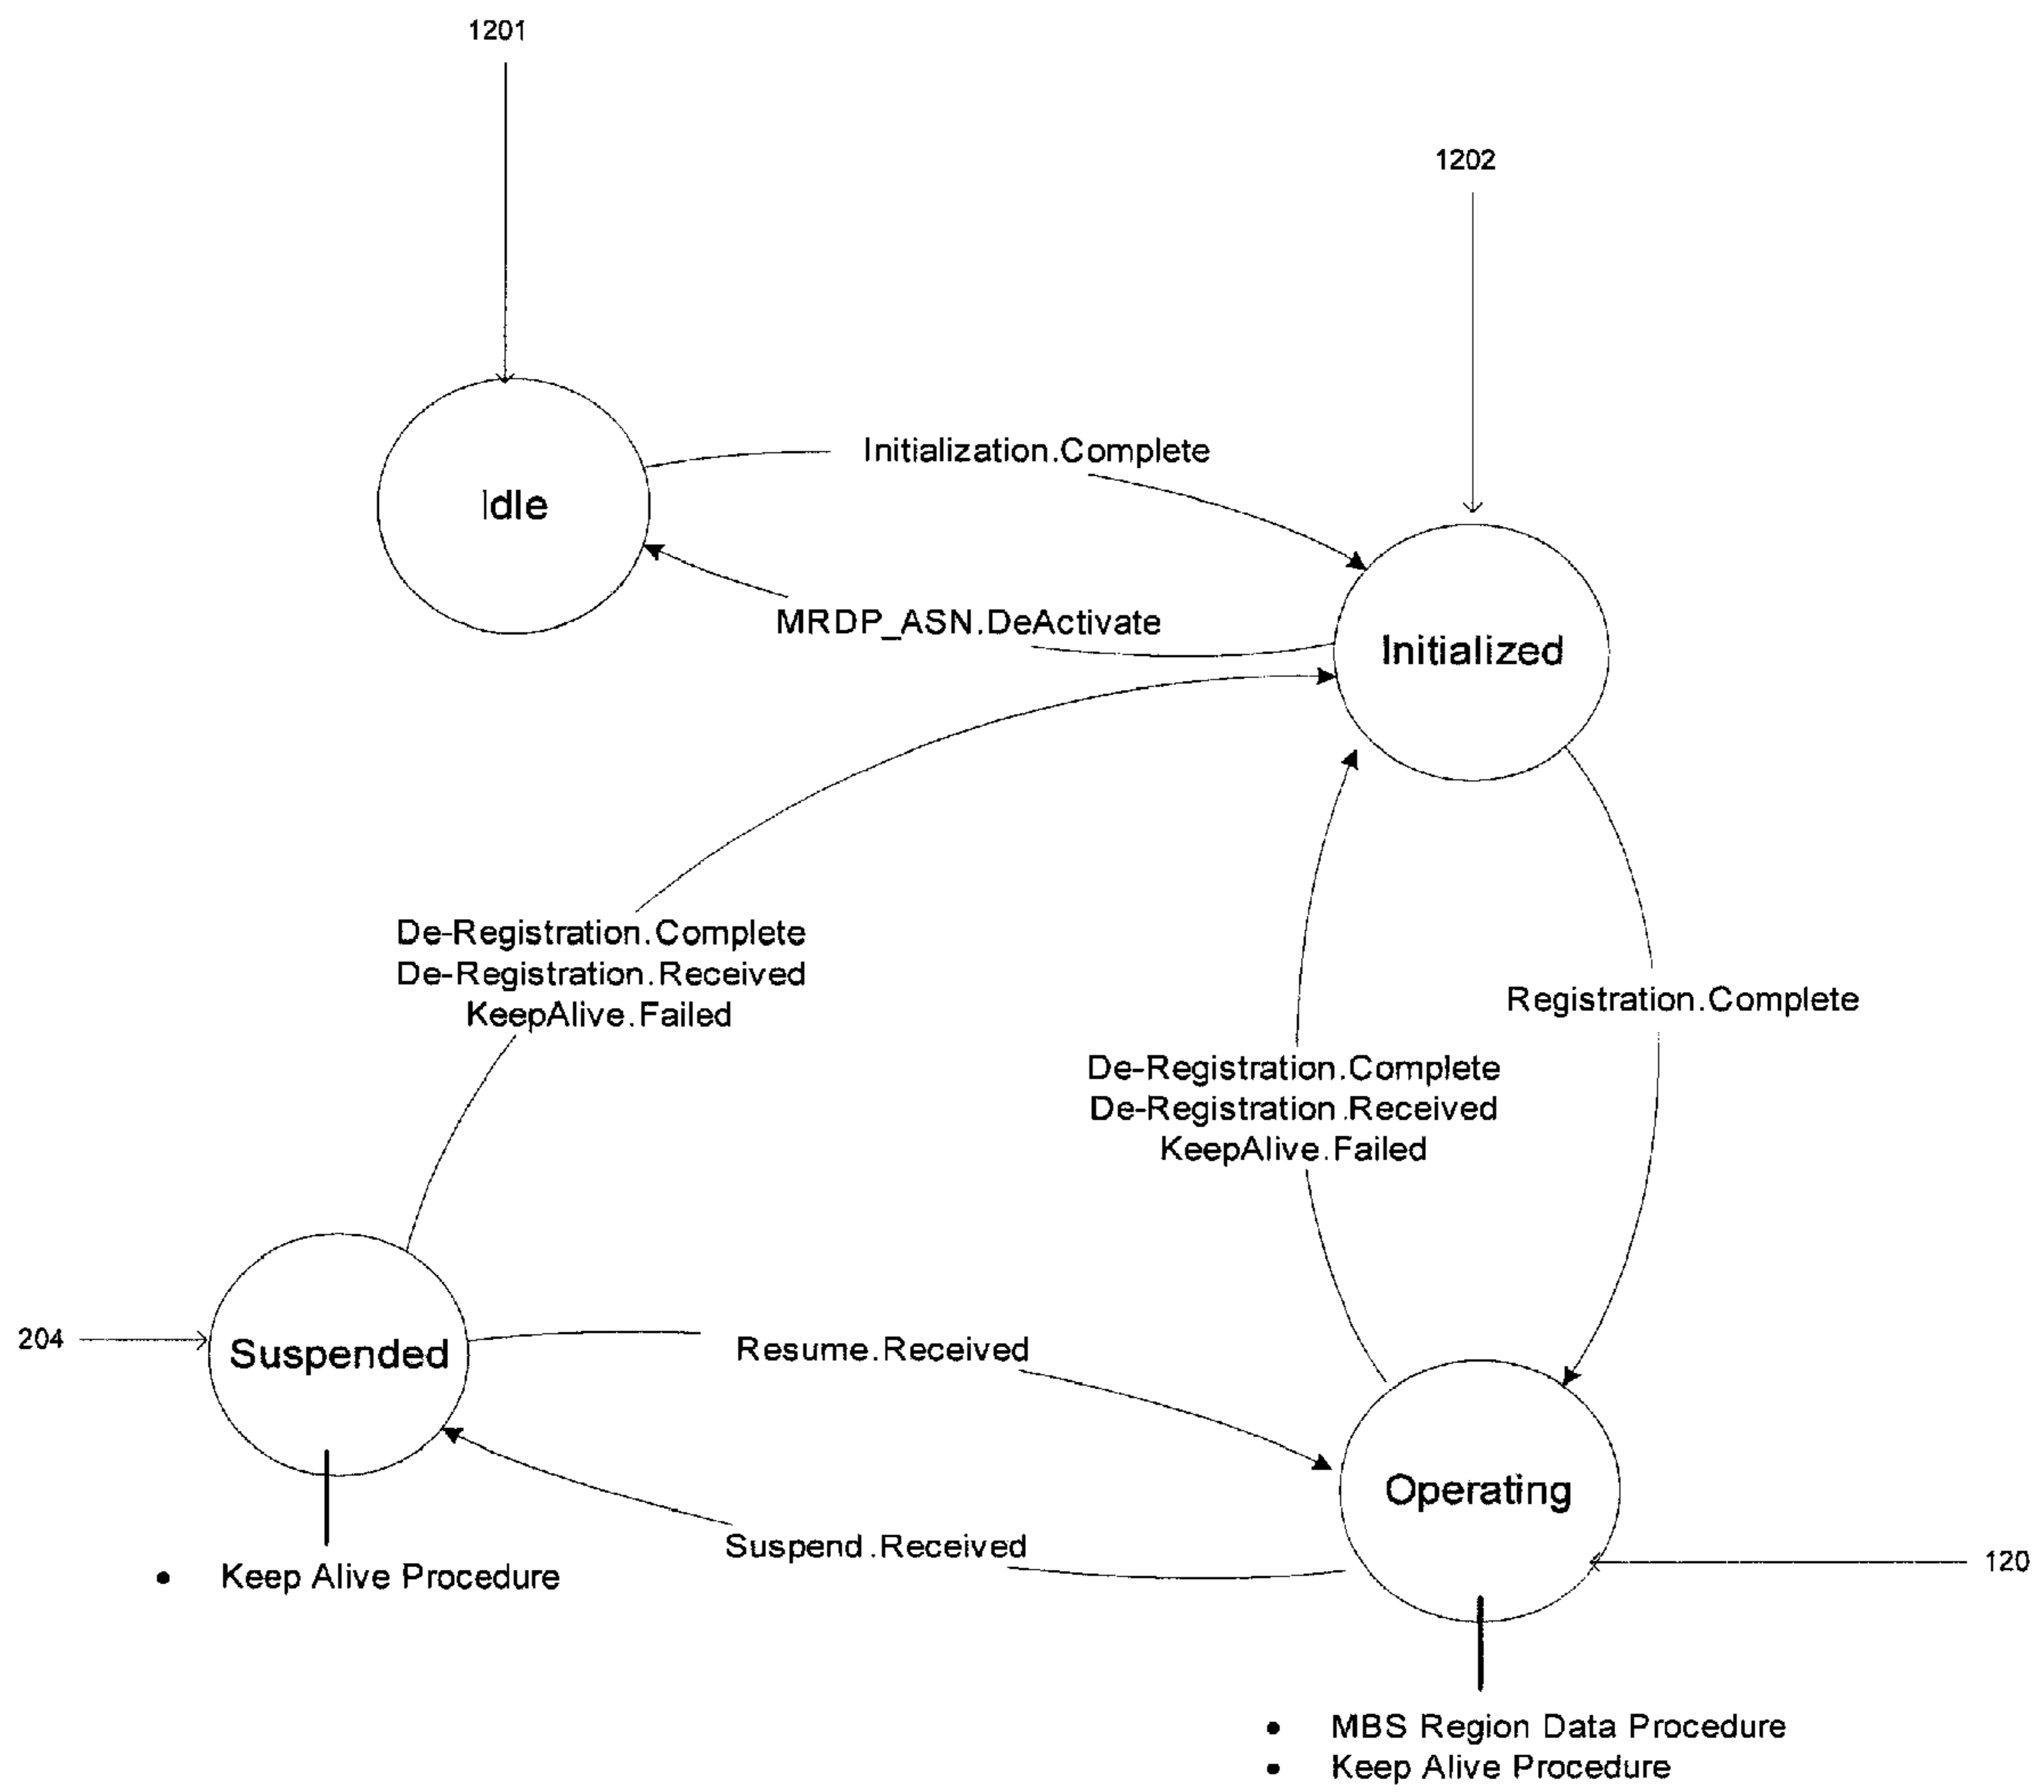 1201
1202
Initialization.Complete
Idle
MRDP_ASN.DeActivate
Initialized
De-Registration.Complete
De-Registration.Received
KeepAlive.Failed
Registration.Complete
De-Registration.Complete
De-Registration.Received
KeepAlive.Failed
204
Suspended
Resume.Received
Operating
Suspend.Received
120
• Keep Alive Procedure
• MBS Region Data Procedure
• Keep Alive Procedure